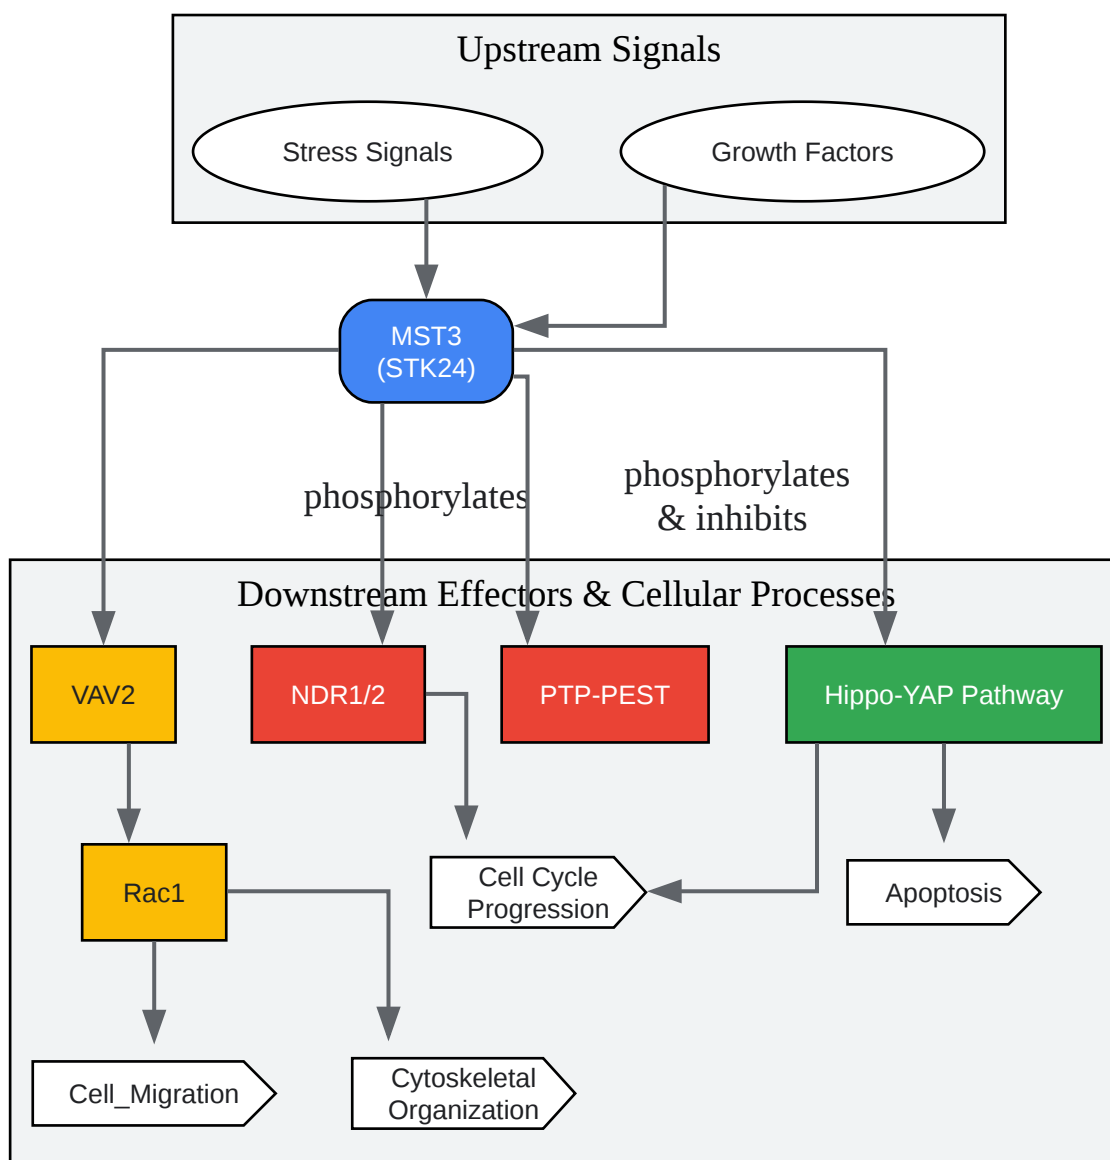 Upstream Signals
Stress Signals
Growth Factors
MST3
(STK24)
phosphorylates
phosphorylates
& inhibits
Downstream Effectors & Cellular Processes
VAV2
NDR1/2
PTP-PEST
Hippo-YAP Pathway
Rac1
Cell Cycle
Progression
Apoptosis
Cell_Migration
Cytoskeletal
Organization